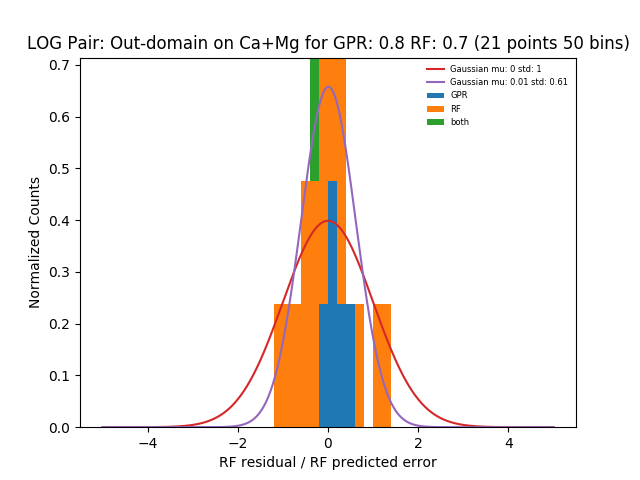 LOG Pair: Out-domain on Ca+Mg for GPR: 0.8 RF: 0.7 (21 points 50 bins)
Gaussian mu: 0 std: 1
Gaussian mu: 0.01 std: 0.61
GPR
RF
both
Normalized Counts
0.7
0.6
0.5
0.4
0.3
0.2
0.1
0.0
−4
−2
0
2
4
RF residual / RF predicted error